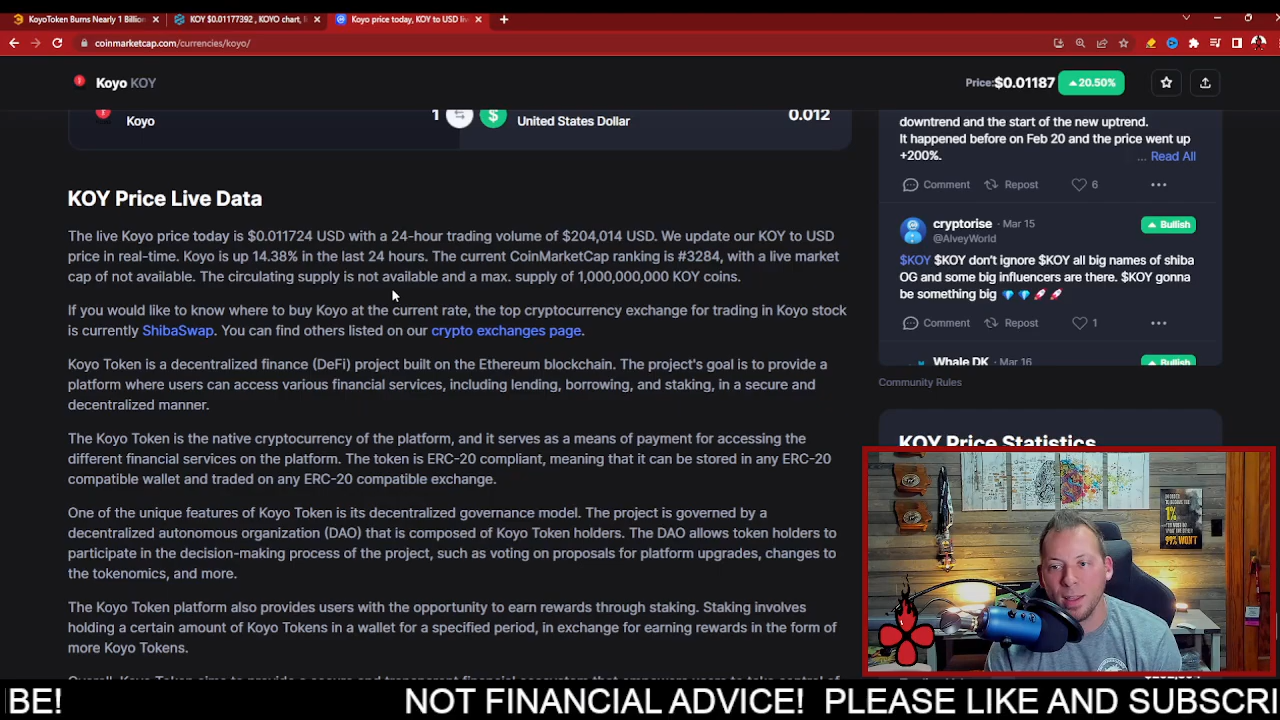 KoyoToken Burns Nearly 1 Billion
KOY $0.01177392 , KOYO chart, l
Koyo price today, KOY to USD li
coinmarketcap.com/currencies/koyo/
Koyo KOY
Price: $0.01187 20.50%
Koyo
1
United States Dollar
0.012
KOY Price Live Data
The live Koyo price today is $0.011724 USD with a 24-hour trading volume of $204,014 USD. We update our KOY to USD
price in real-time. Koyo is up 14.38% in the last 24 hours. The current CoinMarketCap ranking is #3284, with a live market
cap of not available. The circulating supply is not available and a max. supply of 1,000,000,000 KOY coins.
If you would like to know where to buy Koyo at the current rate, the top cryptocurrency exchange for trading in Koyo stock
is currently ShibaSwap. You can find others listed on our crypto exchanges page.
Koyo Token is a decentralized finance (DeFi) project built on the Ethereum blockchain. The project's goal is to provide a
platform where users can access various financial services, including lending, borrowing, and staking, in a secure and
decentralized manner.
The Koyo Token is the native cryptocurrency of the platform, and it serves as a means of payment for accessing the
different financial services on the platform. The token is ERC-20 compliant, meaning that it can be stored in any ERC-20
compatible wallet and traded on any ERC-20 compatible exchange.
One of the unique features of Koyo Token is its decentralized governance model. The project is governed by a
decentralized autonomous organization (DAO) that is composed of Koyo Token holders. The DAO allows token holders to
participate in the decision-making process of the project, such as voting on proposals for platform upgrades, changes to
the tokenomics, and more.
The Koyo Token platform also provides users with the opportunity to earn rewards through staking. Staking involves
holding a certain amount of Koyo Tokens in a wallet for a specified period, in exchange for earning rewards in the form of
more Koyo Tokens.
Overall, Koyo Token aims to provide a secure and transparent financial ecosystem that empowers users to take control of
downtrend and the start of the new uptrend.
It happened before on Feb 20 and the price went up
+200%.
... Read All
Comment Repost 6
cryptorise · Mar 15
Bullish
@AlveyWorld
$KOY $KOY don't ignore $KOY all big names of shiba
OG and some big influencers are there. $KOY gonna
be something big
Comment Repost 1
Whale DK · Mar 16
Bullish
Community Rules
KOY Price Statistics
1%
99% WON'T
BE! NOT FINANCIAL ADVICE! PLEASE LIKE AND SUBSCRI